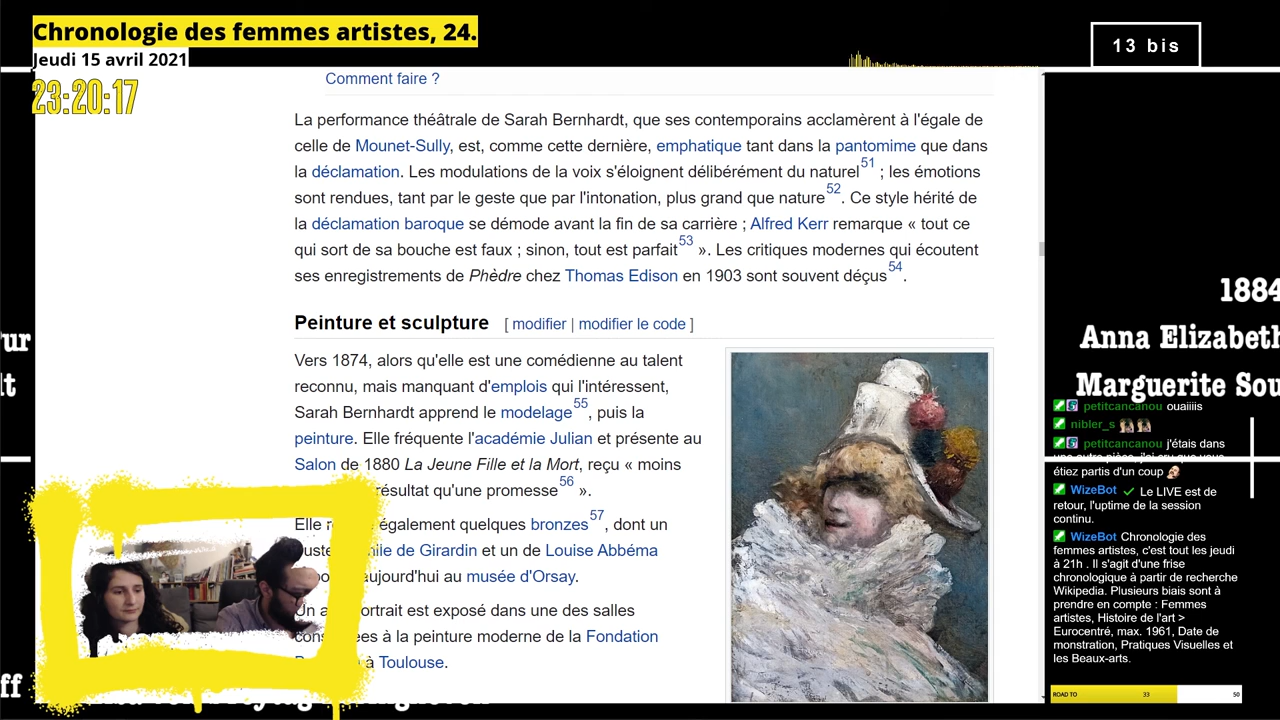 Chronologie des femmes artistes, 24.
Jeudi 15 avril 2021
23:20:17
13 bis
Comment faire ?
La performance théâtrale de Sarah Bernhardt, que ses contemporains acclamèrent à l'égale de
celle de Mounet-Sully, est, comme cette dernière, emphatique tant dans la pantomime que dans
la déclamation. Les modulations de la voix s'éloignent délibérément du naturel51 ; les émotions
sont rendues, tant par le geste que par l'intonation, plus grand que nature52. Ce style hérité de
la déclamation baroque se démode avant la fin de sa carrière ; Alfred Kerr remarque « tout ce
qui sort de sa bouche est faux ; sinon, tout est parfait53 ». Les critiques modernes qui écoutent
ses enregistrements de Phèdre chez Thomas Edison en 1903 sont souvent déçus54.
Peinture et sculpture [ modifier | modifier le code ]
Vers 1874, alors qu'elle est une comédienne au talent
reconnu, mais manquant d'emplois qui l'intéressent,
Sarah Bernhardt apprend le modelage55, puis la
peinture. Elle fréquente l'académie Julian et présente au
Salon de 1880 La Jeune Fille et la Mort, reçu « moins
résultat qu'une promesse56 ».
Elle également quelques bronzes57, dont un
de Girardin et un de Louise Abbéma
aujourd'hui au musée d'Orsay.
Un portrait est exposé dans une des salles
à la peinture moderne de la Fondation
à Toulouse.
1884
Anna Elizabeth
Marguerite Sou
petitcancanou ouaiiiis
nibler_s
petitcancanou j'étais dans
étiez partis d'un coup
WizeBot Le LIVE est de
retour, l'uptime de la session
continu.
WizeBot Chronologie des
femmes artistes, c'est tout les jeudi
à 21h . Il s'agit d'une frise
chronologique à partir de recherche
Wikipedia. Plusieurs biais sont à
prendre en compte : Femmes
artistes, Histoire de l'art >
Eurocentré, max. 1961, Date de
monstration, Pratiques Visuelles et
les Beaux-arts.
ROAD TO 33 50